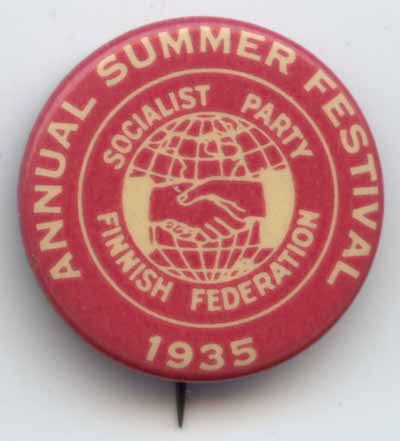 ANNUAL SUMMER FESTIVAL
SOCIALIST PARTY
FINNISH FEDERATION
1935